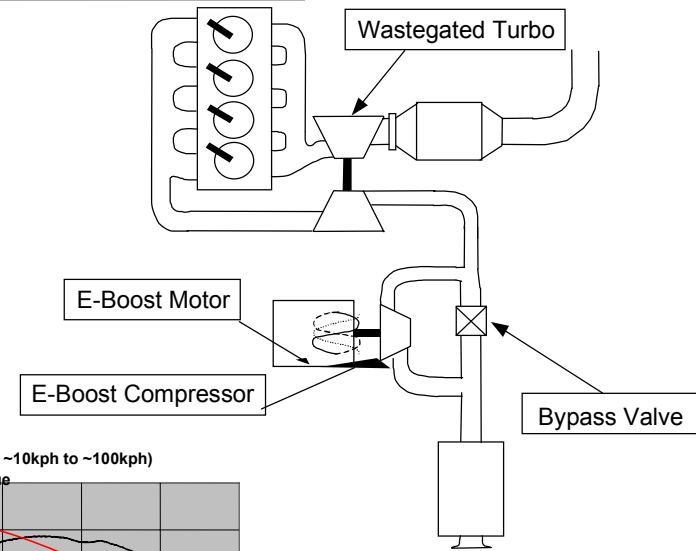 Wastegated Turbo
E-Boost Motor
E-Boost Compressor
Bypass Valve
~10kph to ~100kph)